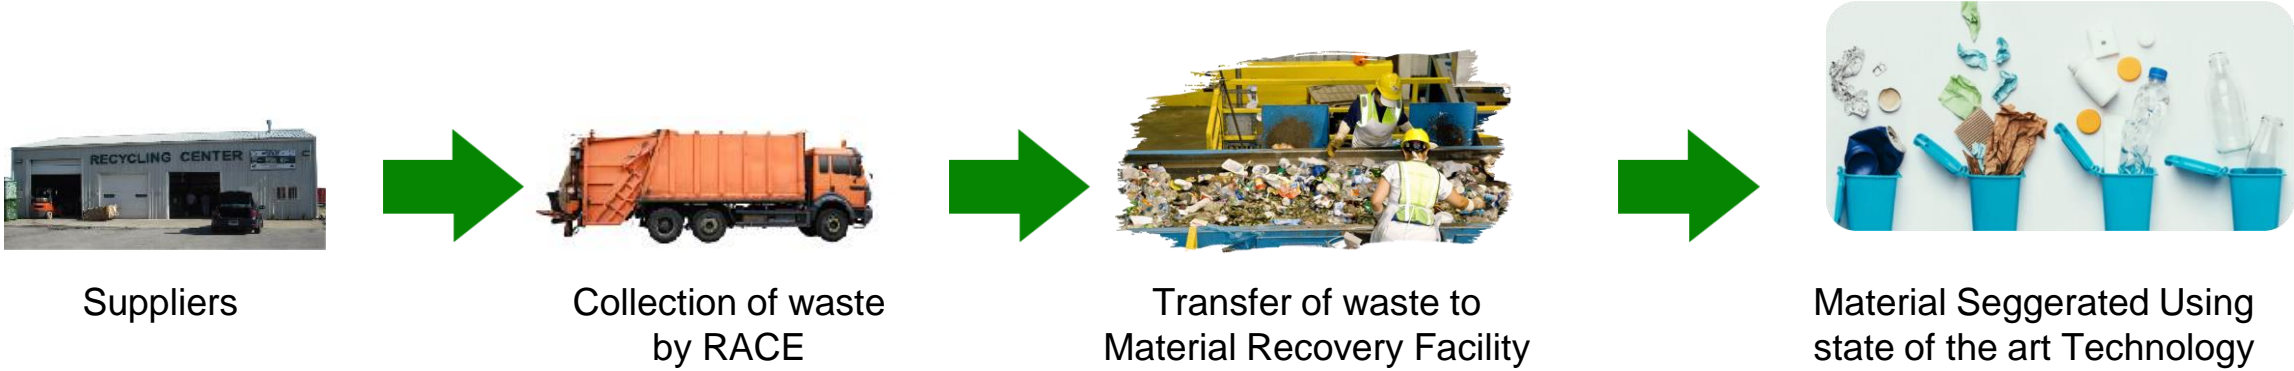 RECYCLING CENTER
Suppliers
Collection of waste
by RACE
Transfer of waste to
Material Recovery Facility
Material Seggerated Using
state of the art Technology